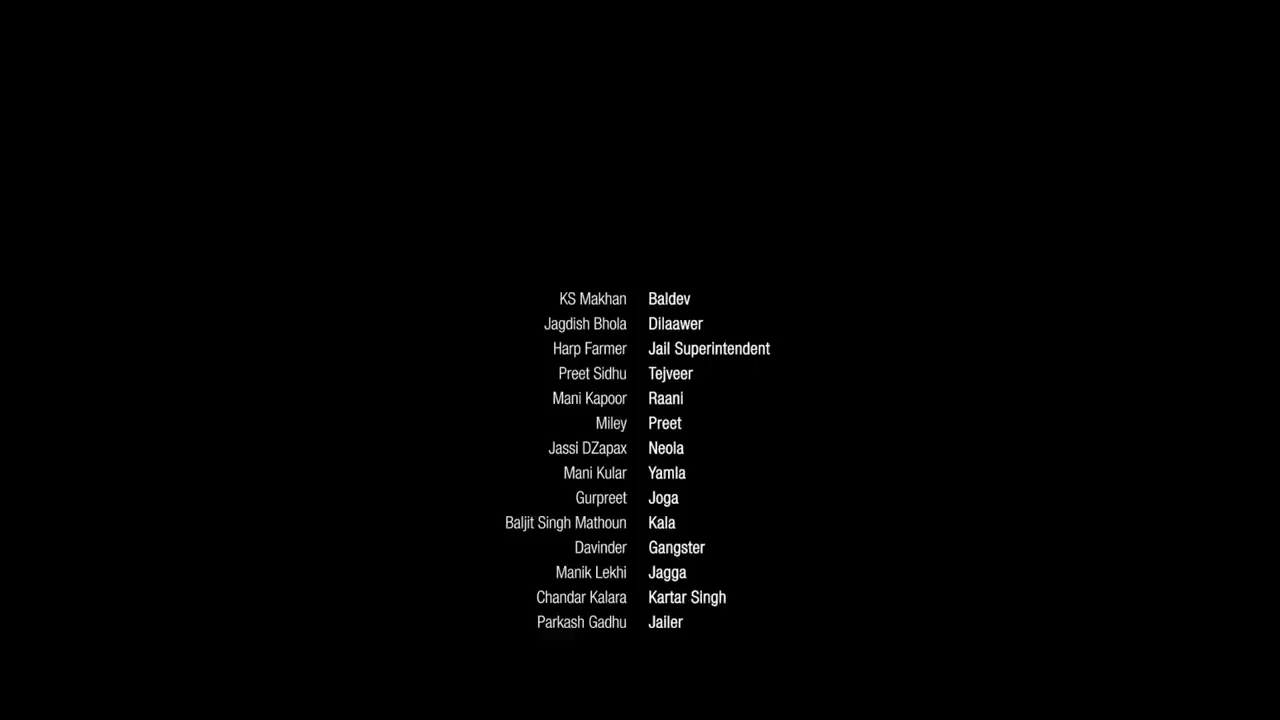 KS Makhan Baldev
Jagdish Bhola Dilaawer
Harp Farmer Jail Superintendent
Preet Sidhu Tejveer
Mani Kapoor Raani
Miley Preet
Jassi DZapax Neola
Mani Kular Yamla
Gurpreet Joga
Baljit Singh Mathoun Kala
Davinder Gangster
Manik Lekhi Jagga
Chandar Kalara Kartar Singh
Parkash Gadhu Jailer